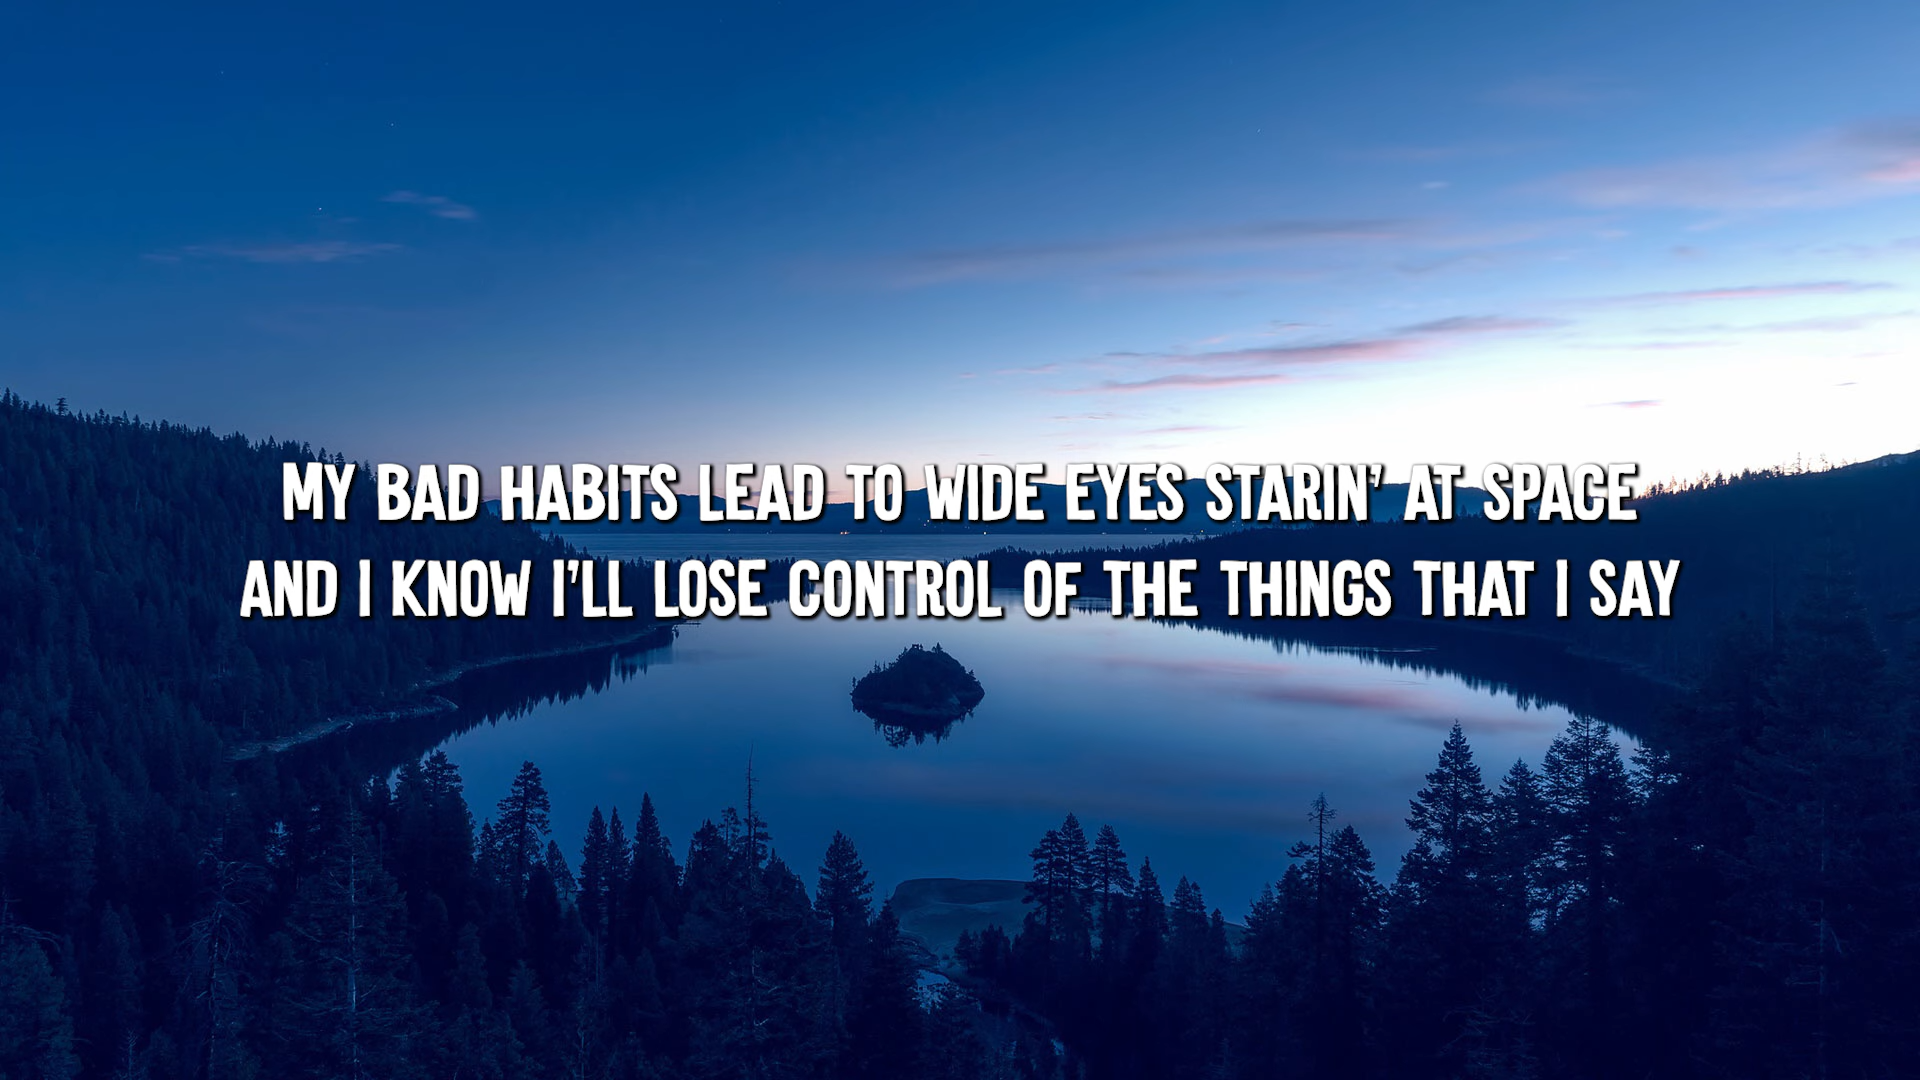 MY BAD HABITS LEAD TO WIDE EYES STARIN' AT SPACE
AND I KNOW I'LL LOSE CONTROL OF THE THINGS THAT I SAY